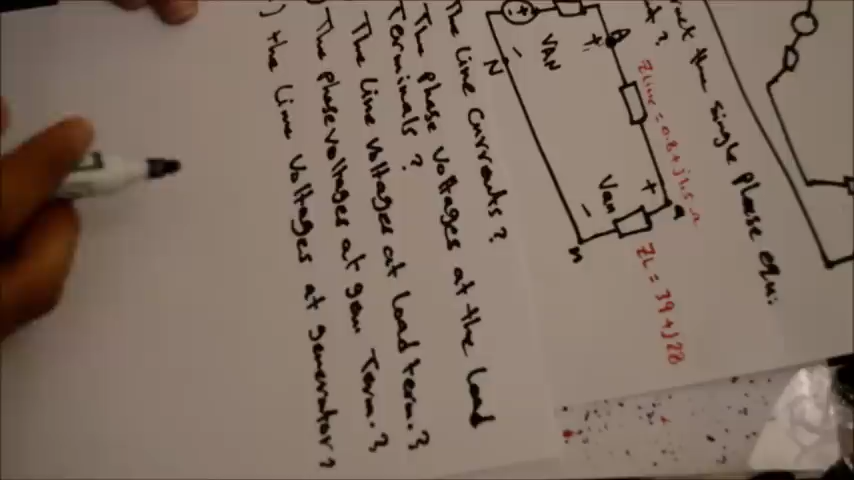 the single phase equ:
t?
ZLine = 0.8 + j1.5 Ω
ZL = 39 + j28
A
+
VAN
-
N
a
+
Van
-
n
The Line currents?
The phase voltages at the Load
Terminals?
The Line voltages at Load term.?
) The phase voltages at gen Term.?
) the Line voltages at generator?